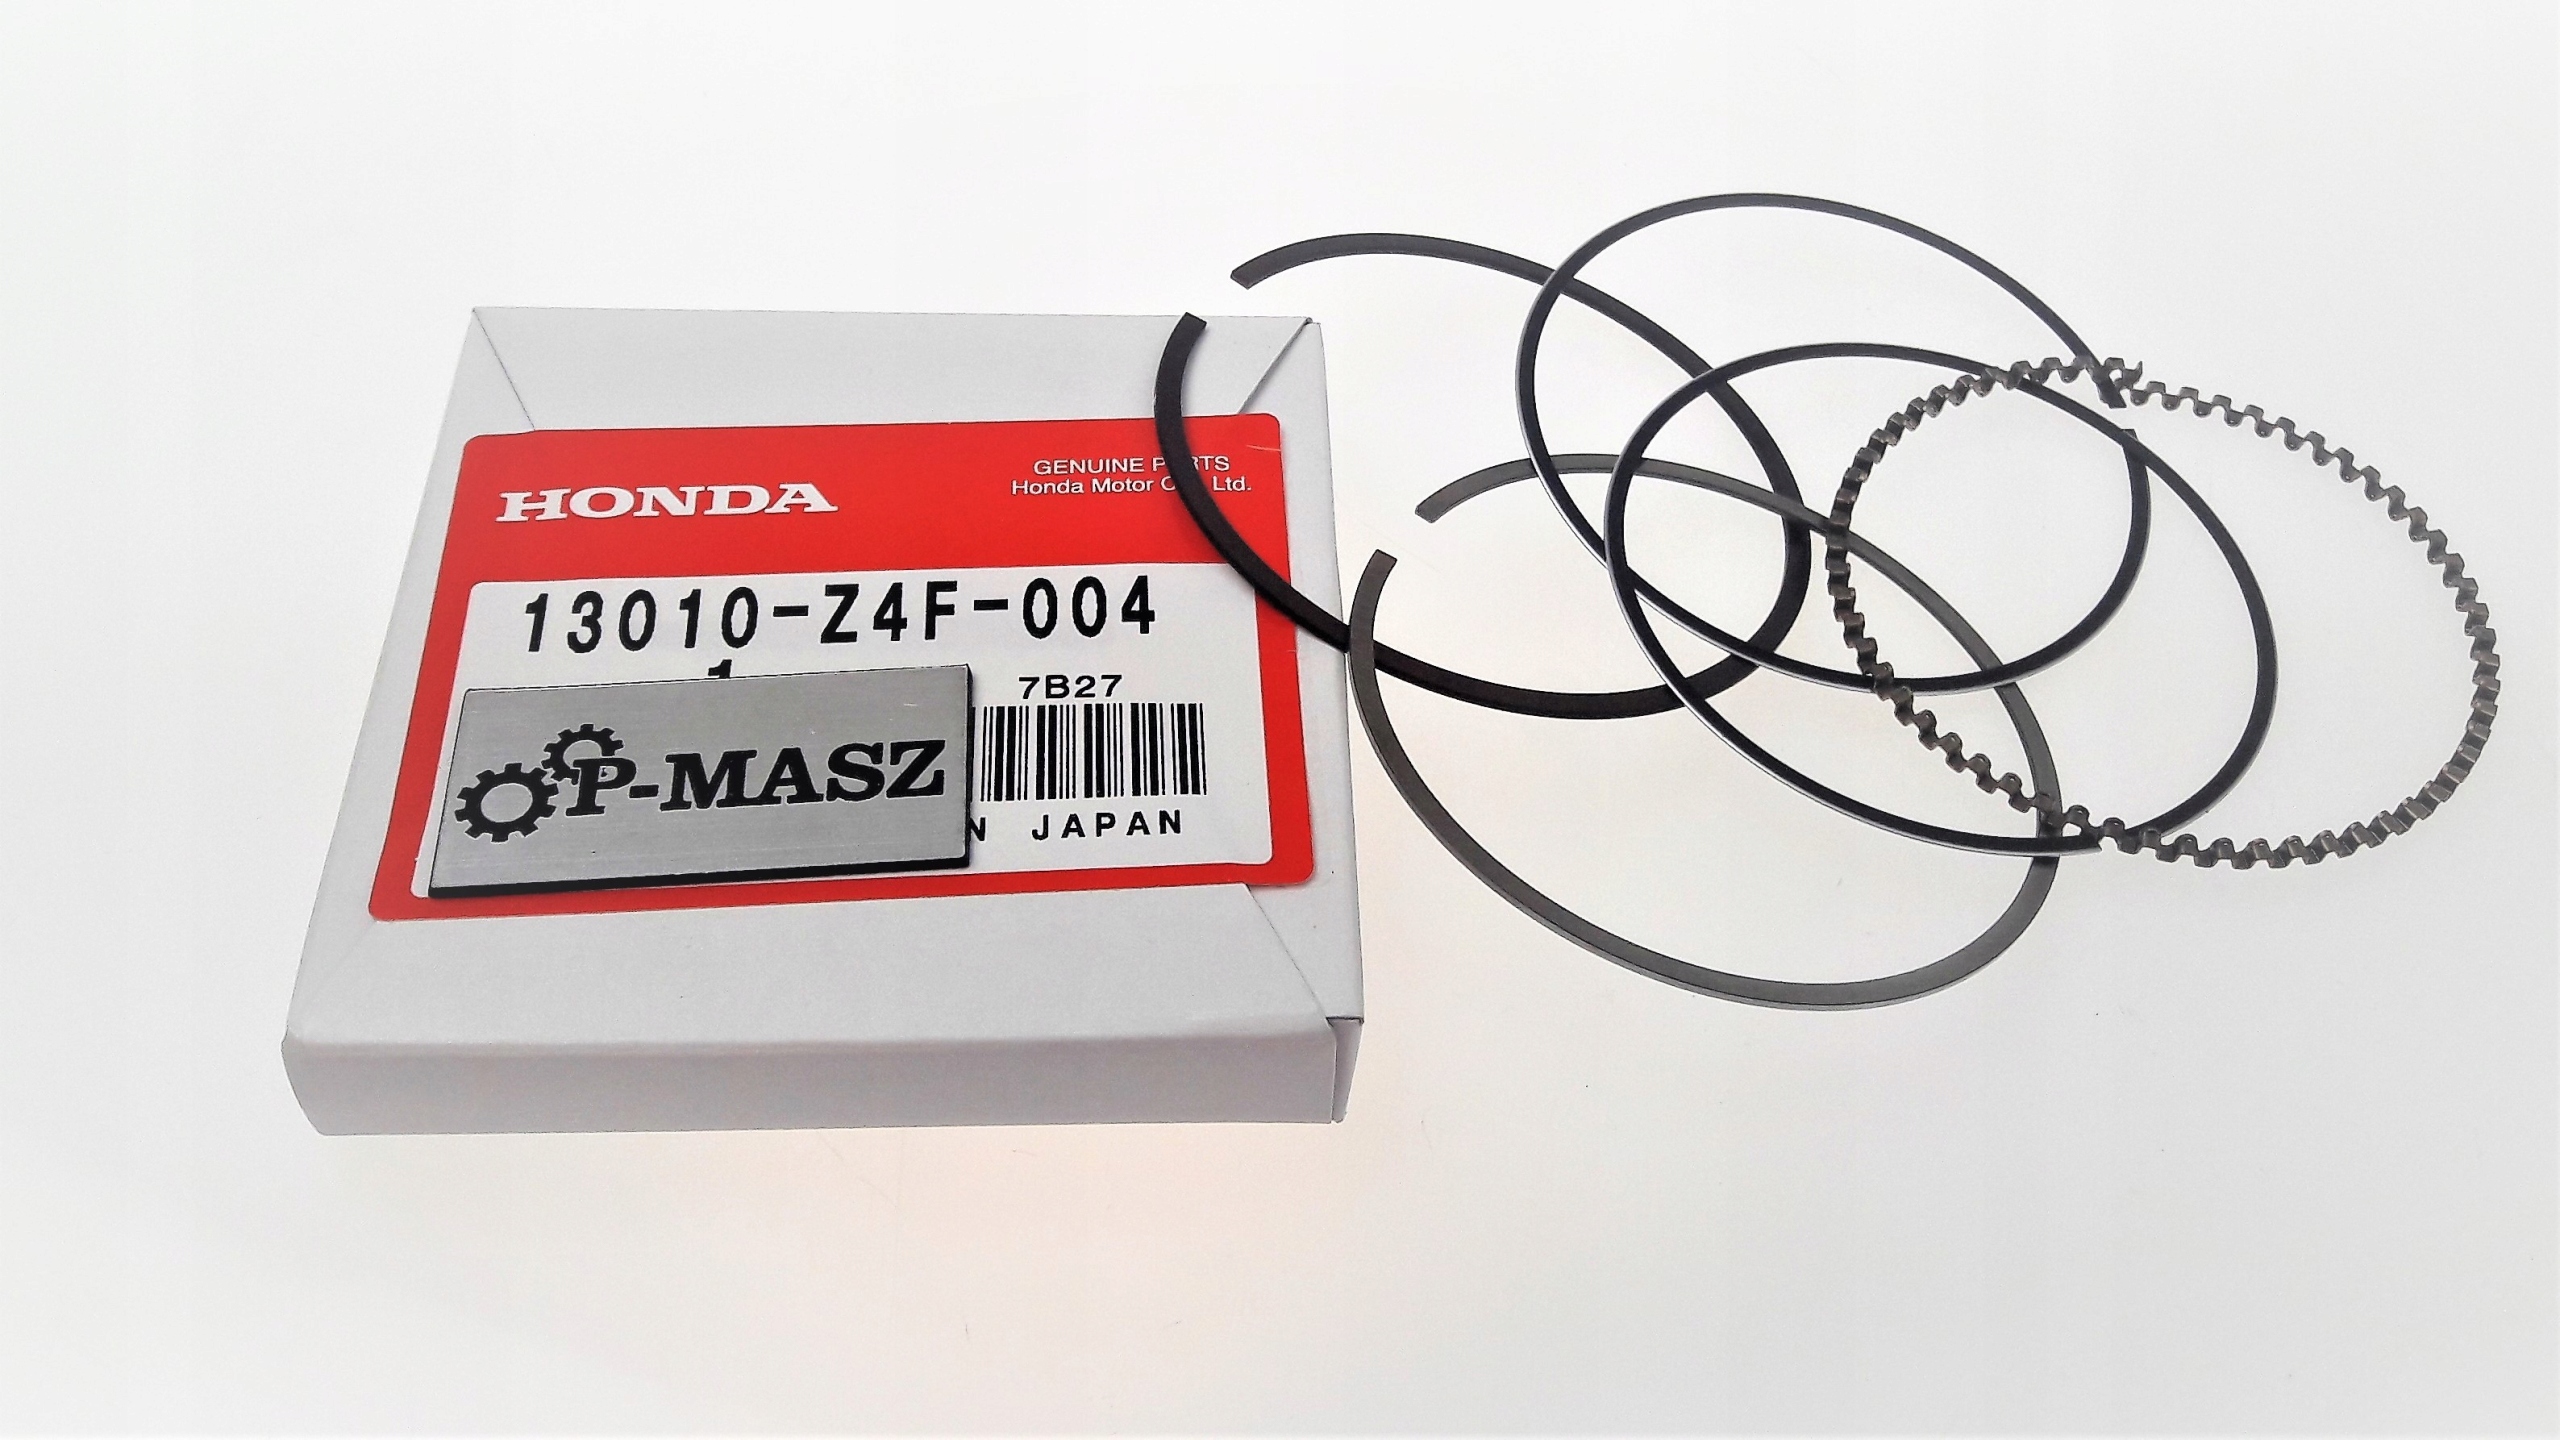 HONDA
GENUINE PARTS
Honda Motor Co., Ltd.
13010-Z4F-004
1
7B27
P-MASZ
N JAPAN